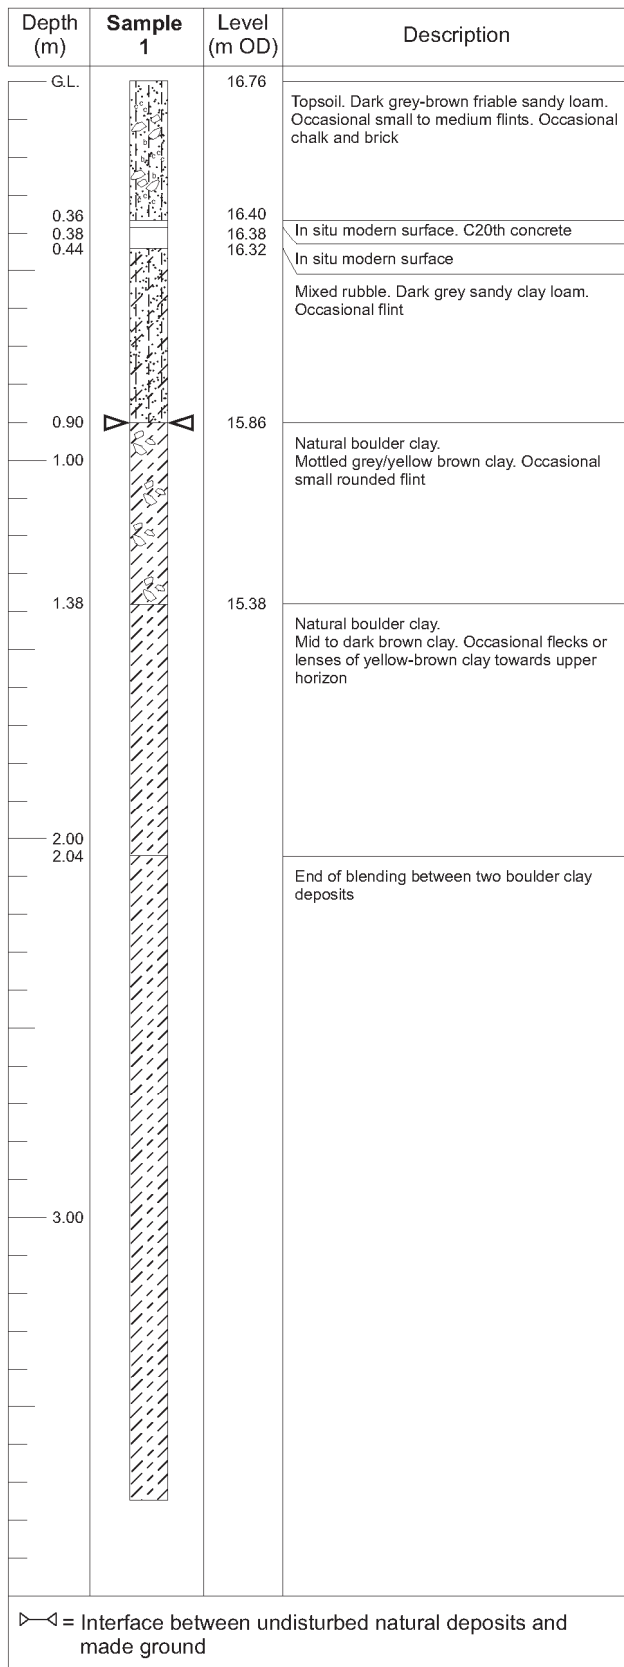 Depth (m)
Sample 1
Level (m OD)
Description
G.L.
16.76
Topsoil. Dark grey-brown friable sandy loam.
Occasional small to medium flints. Occasional
chalk and brick
0.36
16.40
0.38
16.38
In situ modern surface. C20th concrete
0.44
16.32
In situ modern surface
Mixed rubble. Dark grey sandy clay loam.
Occasional flint
0.90
15.86
Natural boulder clay.
Mottled grey/yellow brown clay. Occasional
small rounded flint
1.00
1.38
15.38
Natural boulder clay.
Mid to dark brown clay. Occasional flecks or
lenses of yellow-brown clay towards upper
horizon
2.00
2.04
End of blending between two boulder clay
deposits
3.00
= Interface between undisturbed natural deposits and
made ground